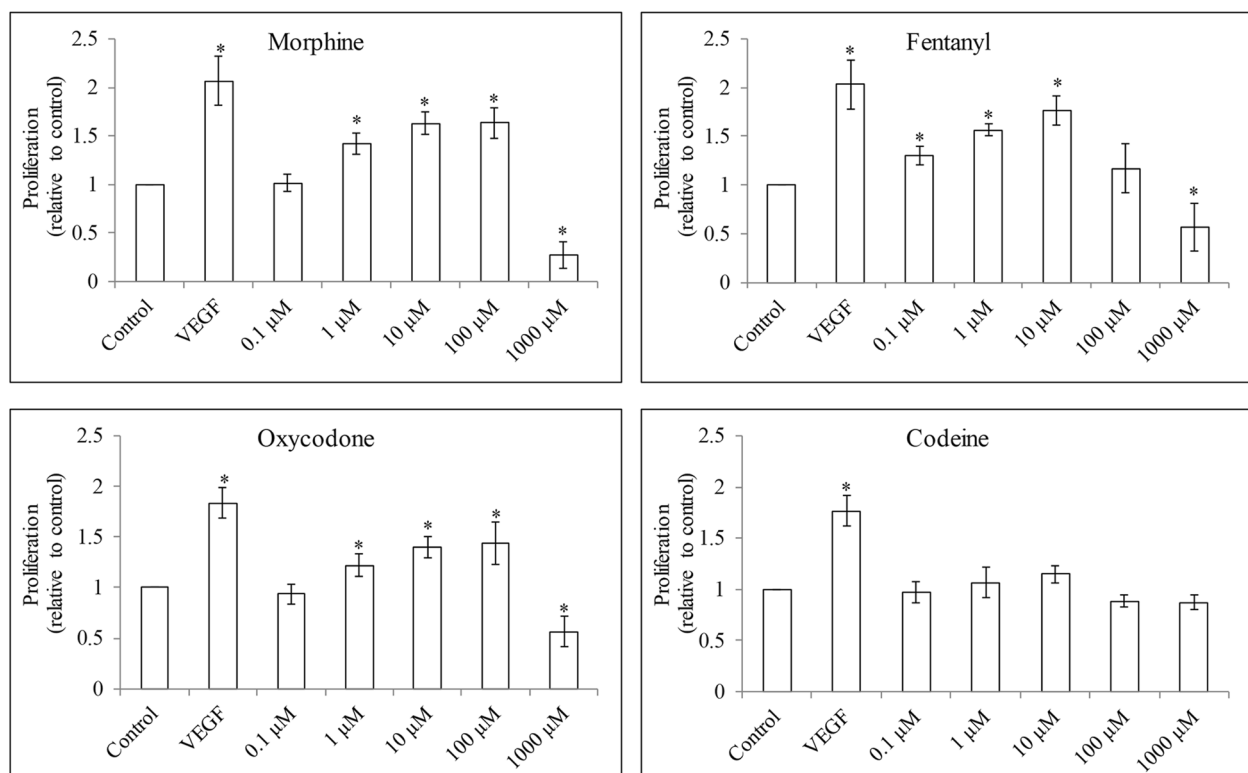 Morphine
Proliferation
(relative to control)
2.5
2
1.5
1
0.5
0
*
*
*
*
*
Control
VEGF
0.1 µM
1 µM
10 µM
100 µM
1000 µM
Fentanyl
Proliferation
(relative to control)
2.5
2
1.5
1
0.5
0
*
*
*
*
*
Control
VEGF
0.1 µM
1 µM
10 µM
100 µM
1000 µM
Oxycodone
Proliferation
(relative to control)
2.5
2
1.5
1
0.5
0
*
*
*
*
*
Control
VEGF
0.1 µM
1 µM
10 µM
100 µM
1000 µM
Codeine
Proliferation
(relative to control)
2.5
2
1.5
1
0.5
0
*
Control
VEGF
0.1 µM
1 µM
10 µM
100 µM
1000 µM